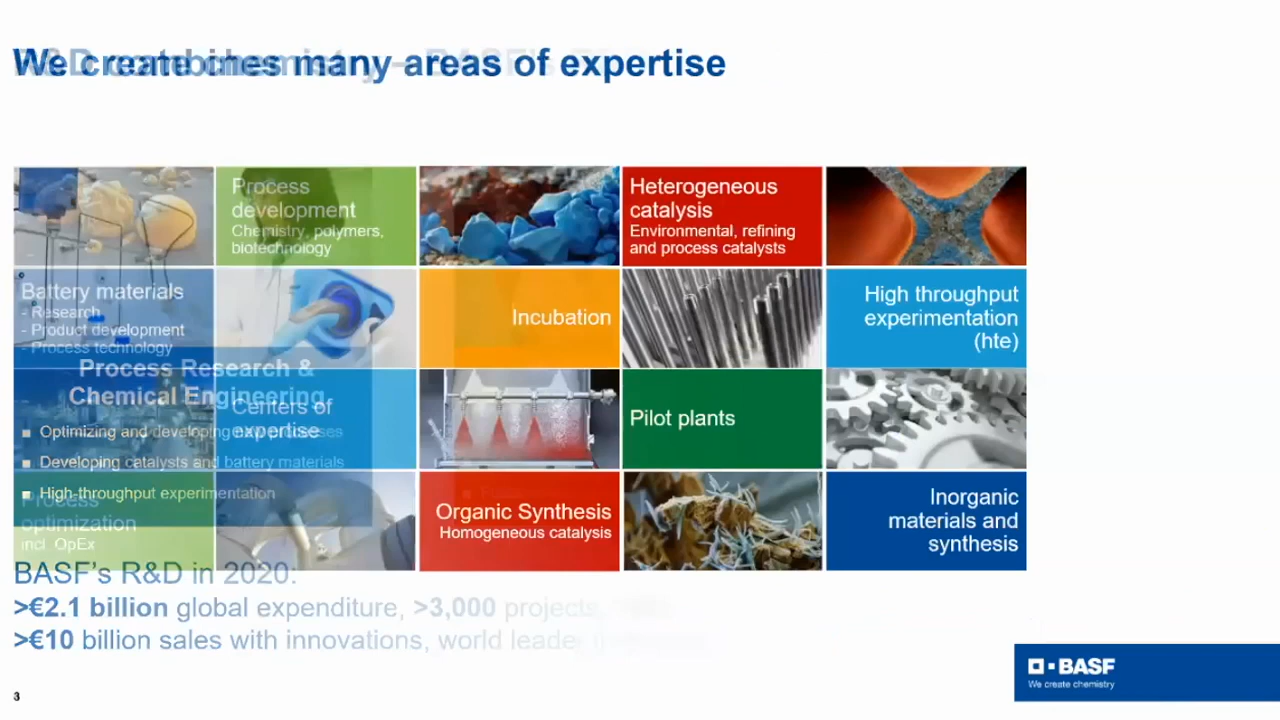 We create chemistry – BASF's
R&D combines many areas of expertise
Process
development
Chemistry, polymers,
biotechnology
Heterogeneous
catalysis
Environmental, refining
and process catalysts
Battery materials
- Research
- Product development
- Process technology
Incubation
High throughput
experimentation
(hte)
Process Research &
Chemical Engineering
Optimizing and developing new processes
Developing catalysts and battery materials
High-throughput experimentation
Centers of
expertise
Pilot plants
Process
optimization
incl. OpEx
Organic Synthesis
Homogeneous catalysis
Inorganic
materials and
synthesis
BASF's R&D in 2020:
>€2.1 billion global expenditure, >3,000 projects,
>€10 billion sales with innovations, world leader
3
BASF
We create chemistry